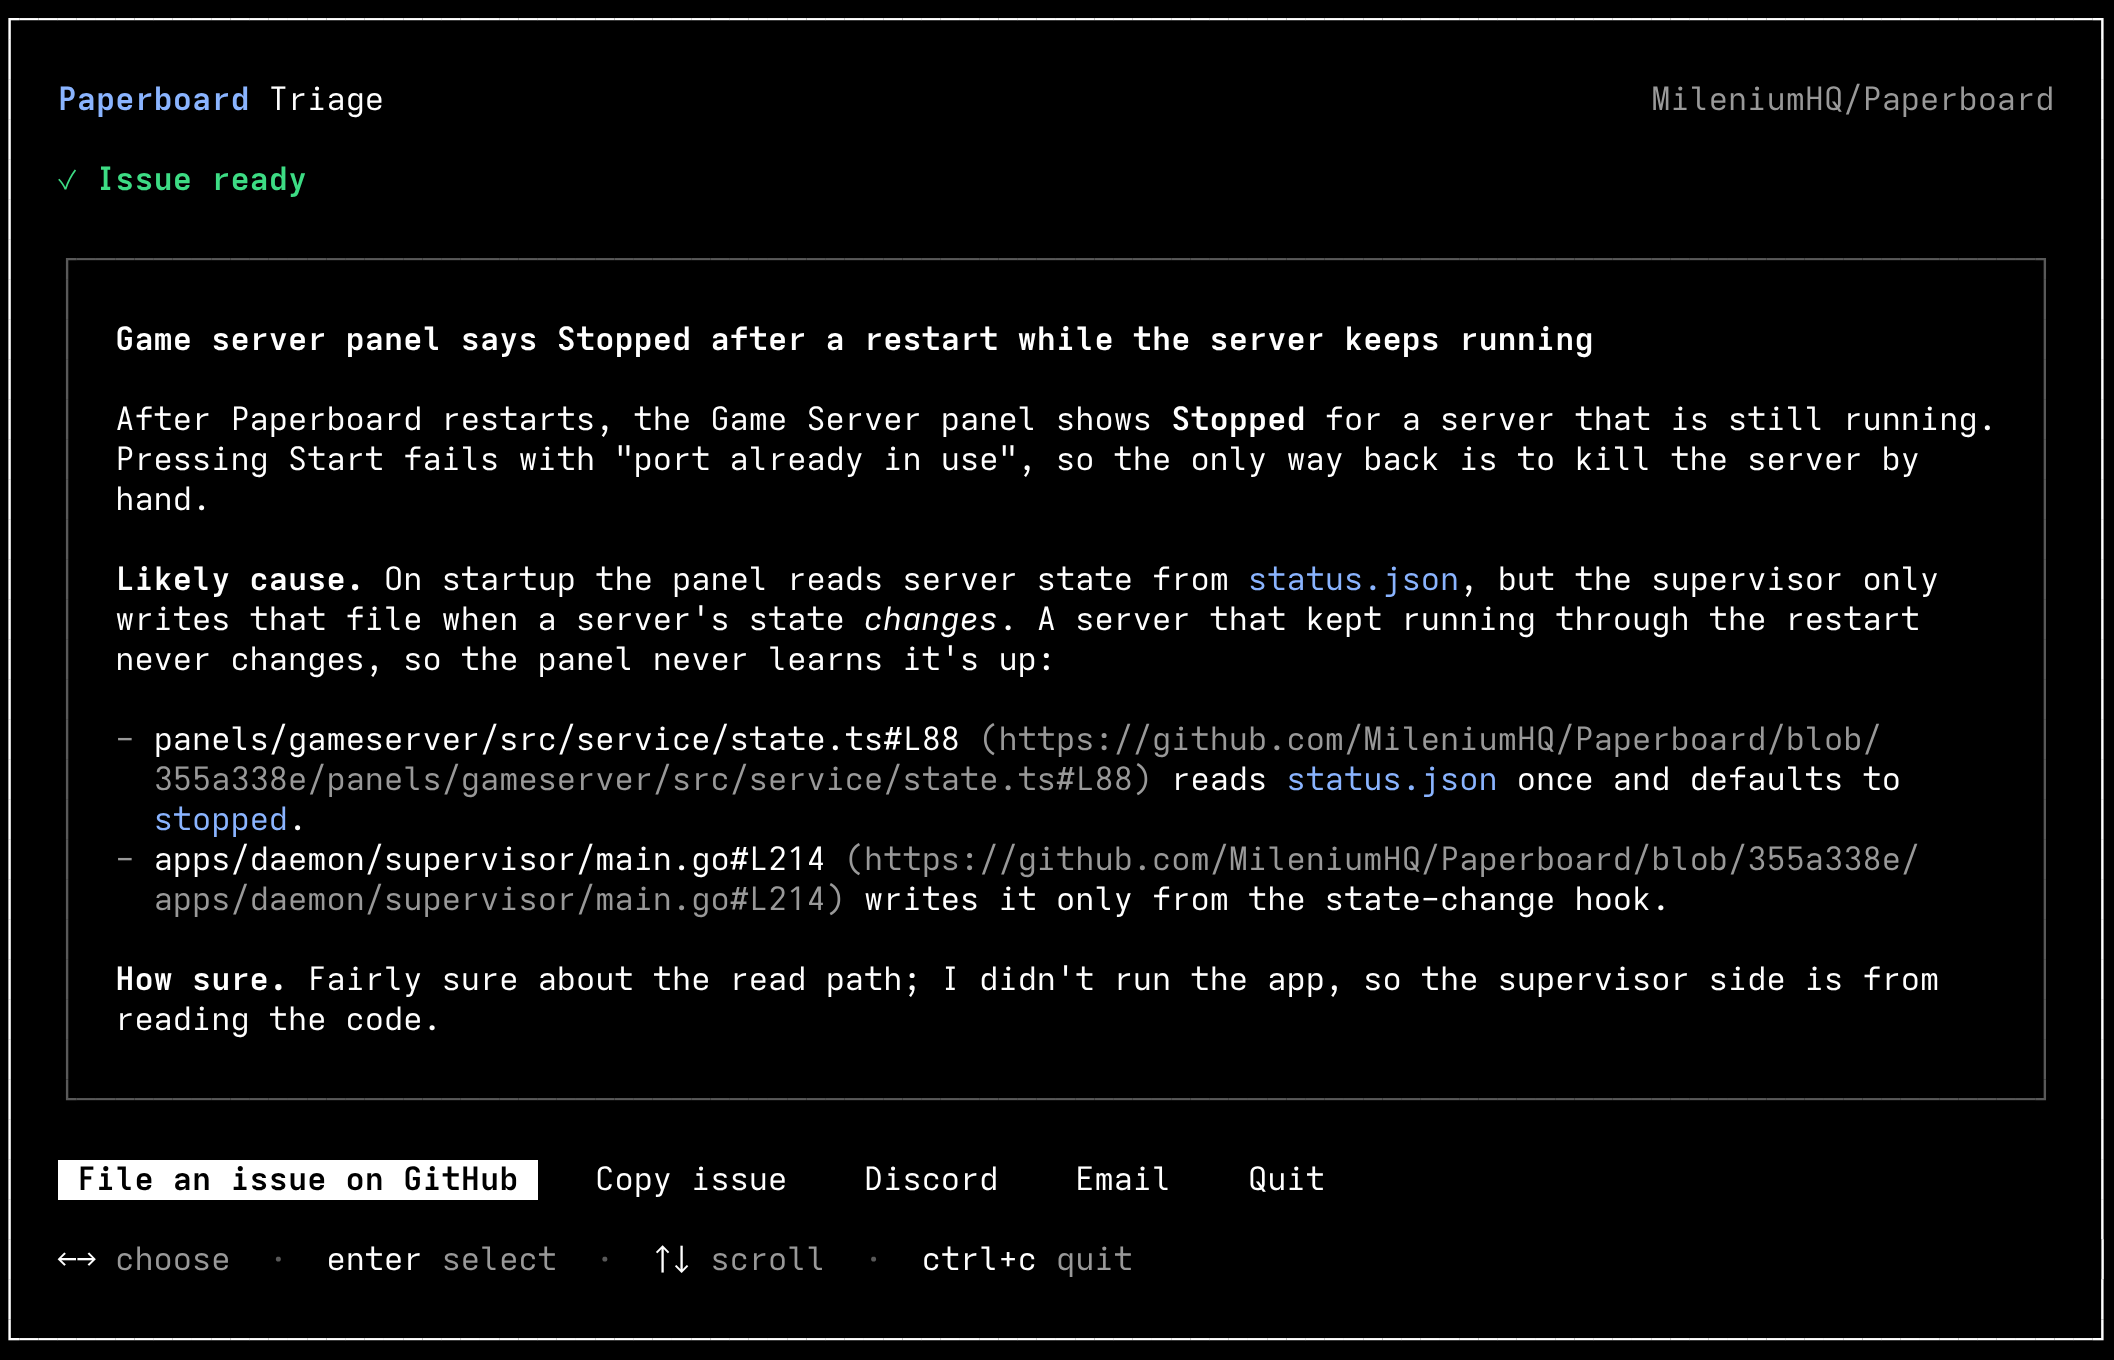 Paperboard Triage
MileniumHQ/Paperboard
✓ Issue ready
Game server panel says Stopped after a restart while the server keeps running
After Paperboard restarts, the Game Server panel shows Stopped for a server that is still running.
Pressing Start fails with "port already in use", so the only way back is to kill the server by
hand.
Likely cause. On startup the panel reads server state from status.json, but the supervisor only
writes that file when a server's state changes. A server that kept running through the restart
never changes, so the panel never learns it's up:
- panels/gameserver/src/service/state.ts#L88 (https://github.com/MileniumHQ/Paperboard/blob/
355a338e/panels/gameserver/src/service/state.ts#L88) reads status.json once and defaults to
stopped.
- apps/daemon/supervisor/main.go#L214 (https://github.com/MileniumHQ/Paperboard/blob/355a338e/
apps/daemon/supervisor/main.go#L214) writes it only from the state-change hook.
How sure. Fairly sure about the read path; I didn't run the app, so the supervisor side is from
reading the code.
File an issue on GitHub Copy issue Discord Email Quit
←→ choose · enter select · ↑↓ scroll · ctrl+c quit